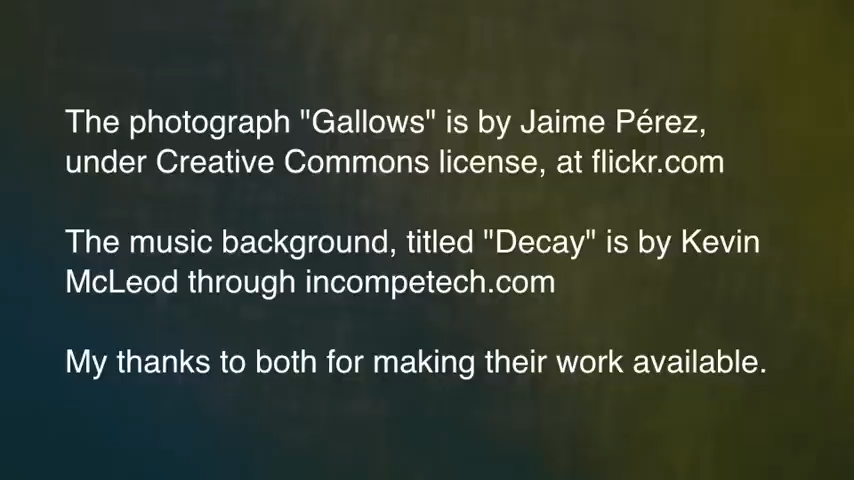 The photograph "Gallows" is by Jaime Pérez,
under Creative Commons license, at flickr.com
The music background, titled "Decay" is by Kevin
McLeod through incompetech.com
My thanks to both for making their work available.